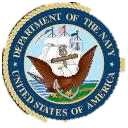 DEPARTMENT OF THE NAVY
UNITED STATES OF AMERICA